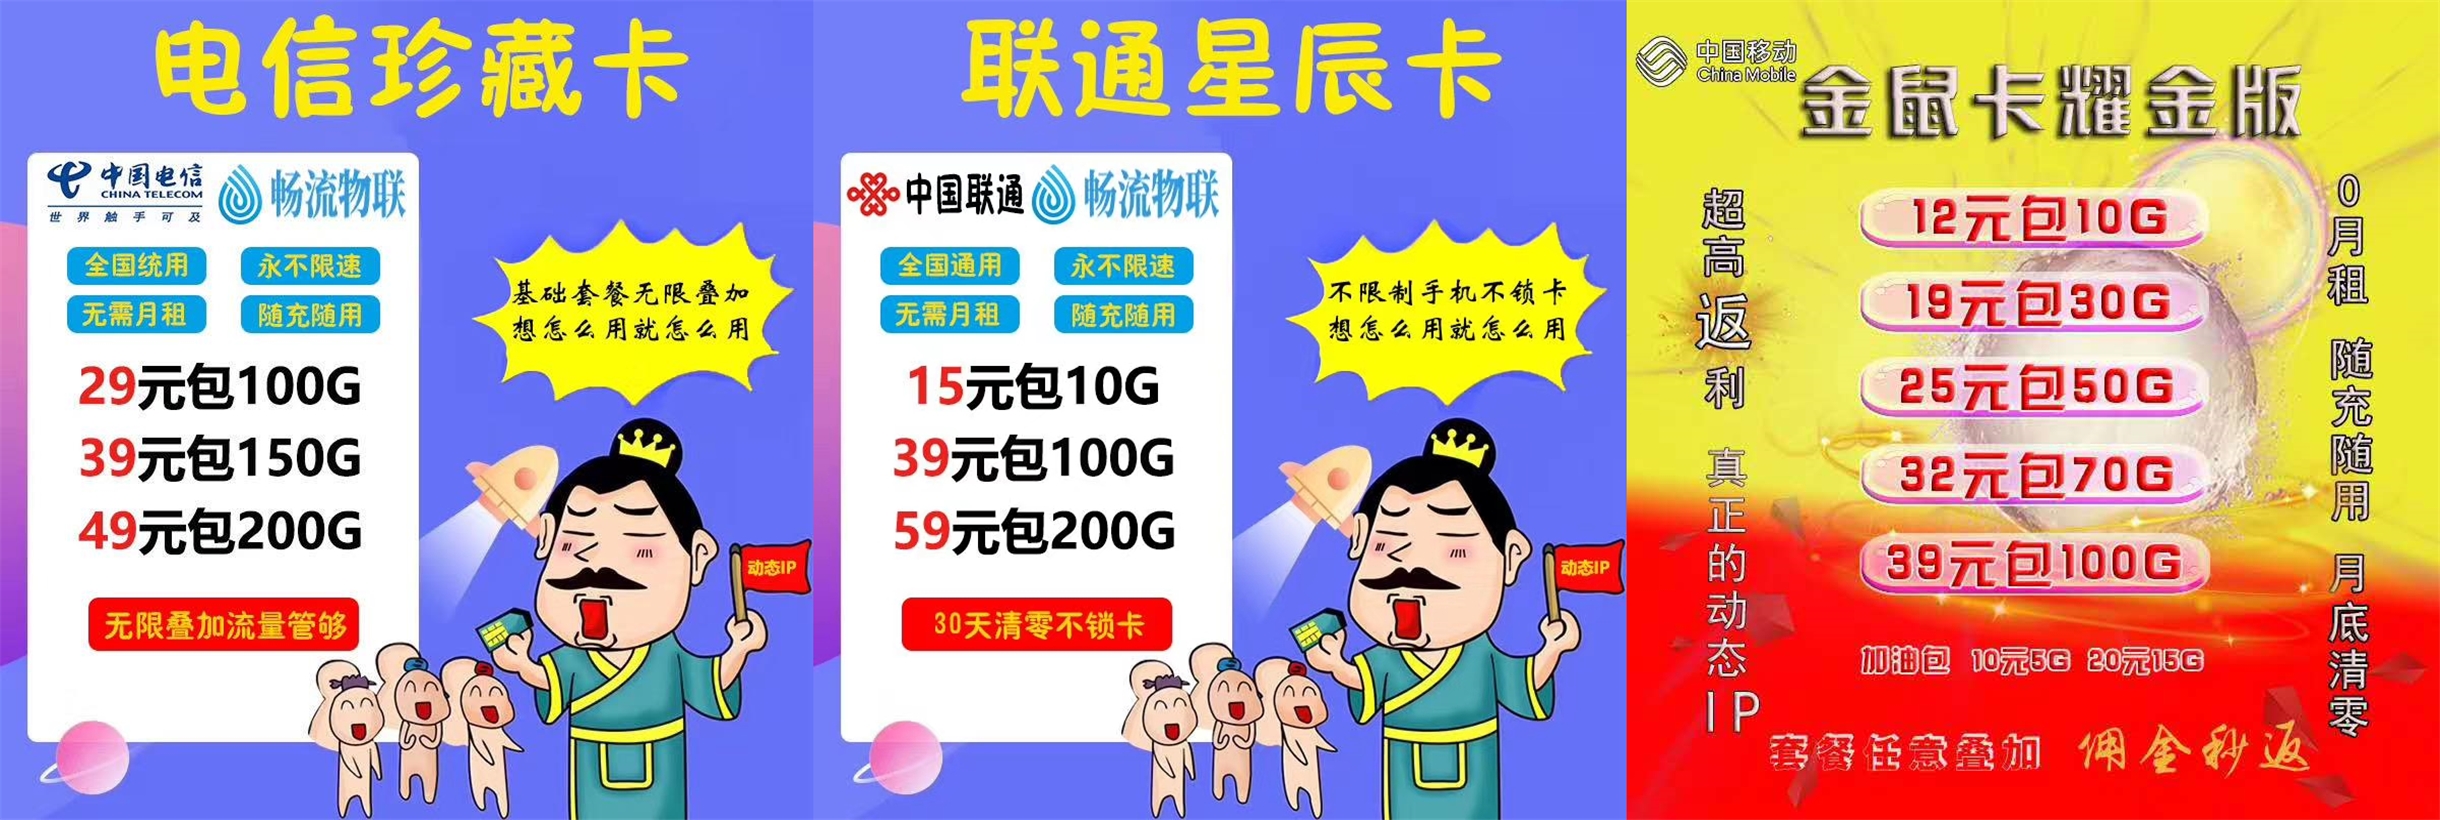 电信珍藏卡
中国电信
CHINA TELECOM
世界触手可及
畅流物联
全国统用
永不限速
无需月租
随充随用
29元包100G
39元包150G
49元包200G
无限叠加流量管够
基础套餐无限叠加
想怎么用就怎么用
动态IP
联通星辰卡
中国联通
畅流物联
全国通用
永不限速
无需月租
随充随用
15元包10G
39元包100G
59元包200G
30天清零不锁卡
不限制手机不锁卡
想怎么用就怎么用
动态IP
中国移动
China Mobile
金鼠卡耀金版
超高返利 真正的动态IP
12元包10G
19元包30G
25元包50G
32元包70G
39元包100G
0月租 随充随用 月底清零
加油包 10元5G 20元15G
套餐任意叠加 佣金秒返